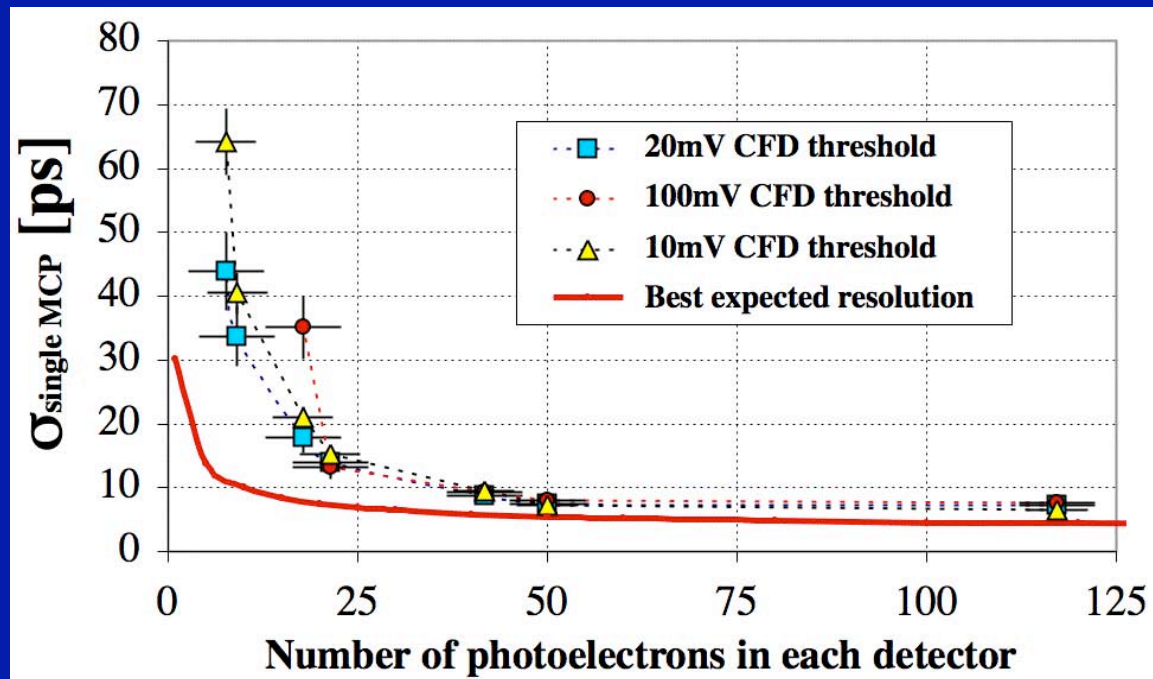 80
70
60
50
40
30
20
10
0
σsingle MCP [ps]
20mV CFD threshold
100mV CFD threshold
10mV CFD threshold
Best expected resolution
0 25 50 75 100 125
Number of photoelectrons in each detector